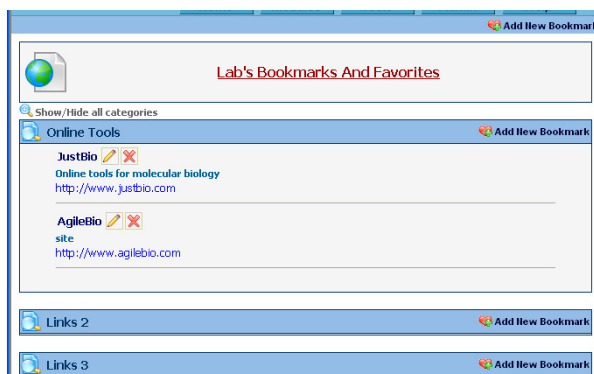 Add New Bookmark
Lab's Bookmarks And Favorites
Show/Hide all categories
Online Tools
Add New Bookmark
JustBio
Online tools for molecular biology
http://www.justbio.com
AgileBio
site
http://www.agilebio.com
Links 2
Add New Bookmark
Links 3
Add New Bookmark